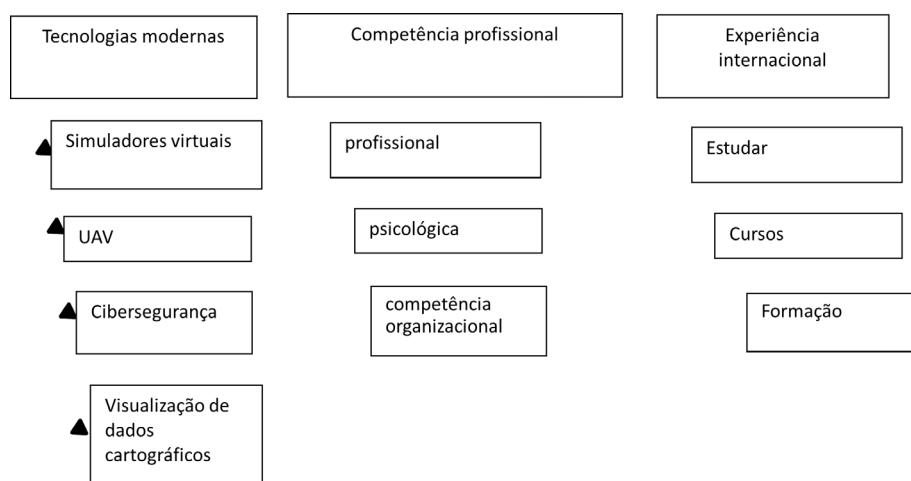 Tecnologias modernas
Competência profissional
Experiência
internacional
Simuladores virtuais
profissional
Estudar
UAV
psicológica
Cursos
Cibersegurança
competência
organizacional
Formação
Visualização de
dados
cartográficos